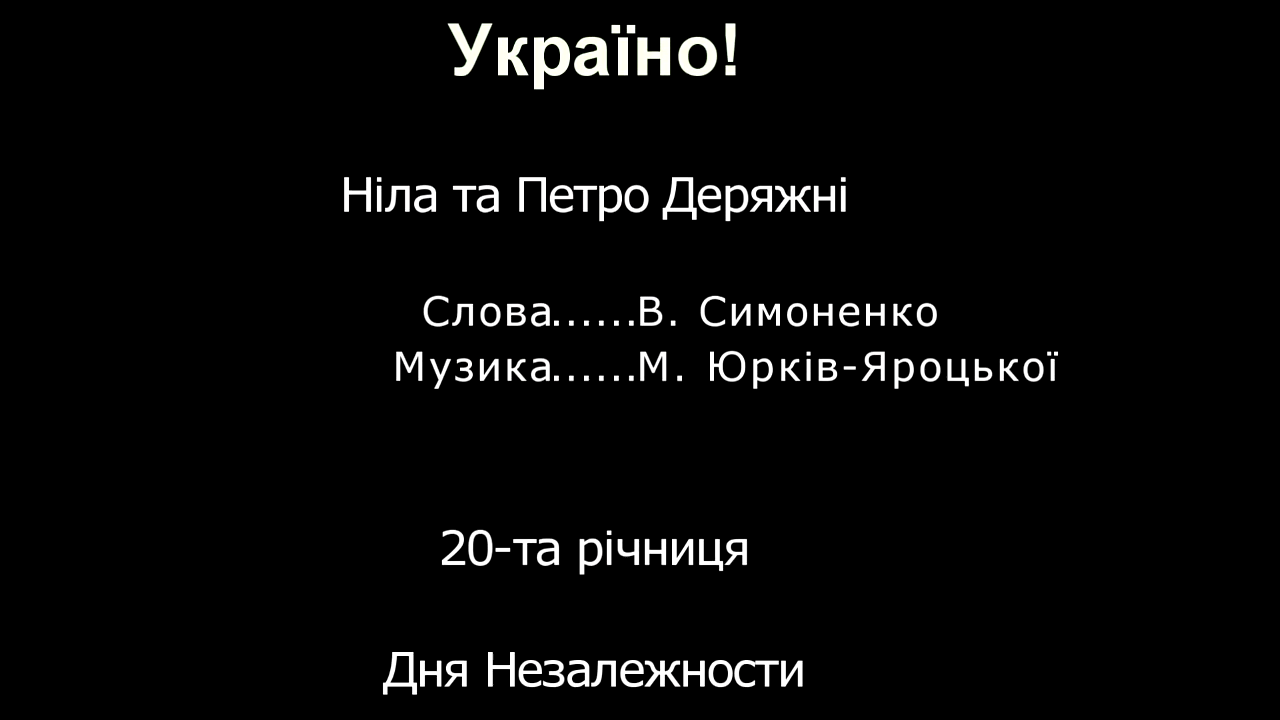 Україно!
Ніла та Петро Деряжні
Слова......В. Симоненко
Музика......М. Юрків-Яроцької
20-та річниця
Дня Незалежности